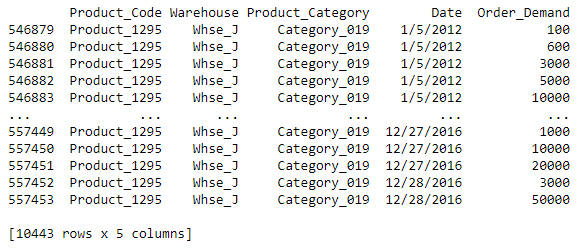 Product_Code Warehouse Product_Category Date Order_Demand
546879 Product_1295 Whse_J Category_019 1/5/2012 100
546880 Product_1295 Whse_J Category_019 1/5/2012 600
546881 Product_1295 Whse_J Category_019 1/5/2012 3000
546882 Product_1295 Whse_J Category_019 1/5/2012 5000
546883 Product_1295 Whse_J Category_019 1/5/2012 10000
... ... ... ... ... ...
557449 Product_1295 Whse_J Category_019 12/27/2016 1000
557450 Product_1295 Whse_J Category_019 12/27/2016 10000
557451 Product_1295 Whse_J Category_019 12/27/2016 20000
557452 Product_1295 Whse_J Category_019 12/28/2016 3000
557453 Product_1295 Whse_J Category_019 12/28/2016 50000
[10443 rows x 5 columns]